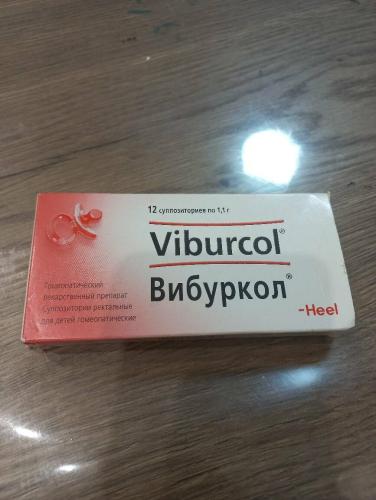 12 суппозиториев по 1,1 г
Viburcol®
Вибуркол®
Гомеопатический
лекарственный препарат
Суппозитории ректальные
для детей гомеопатические
-Heel